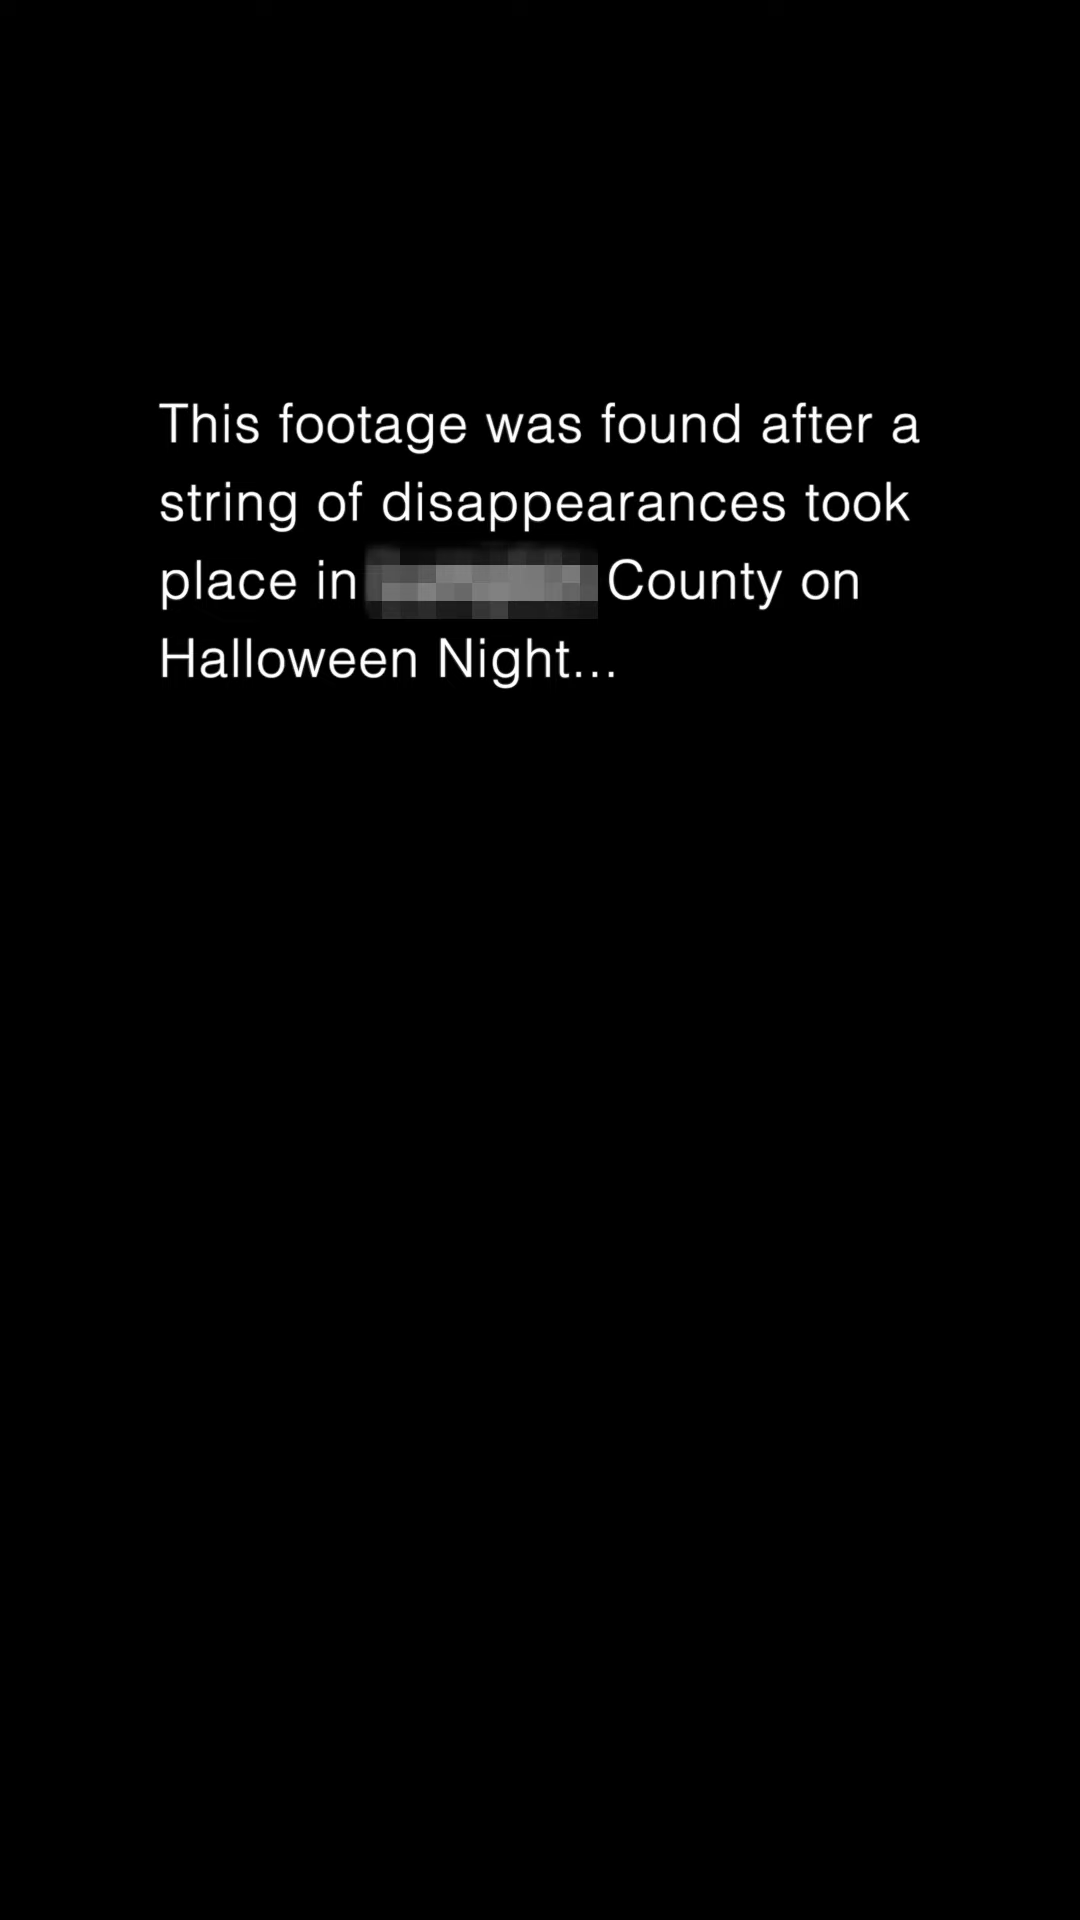 This footage was found after a
string of disappearances took
place in County on
Halloween Night...